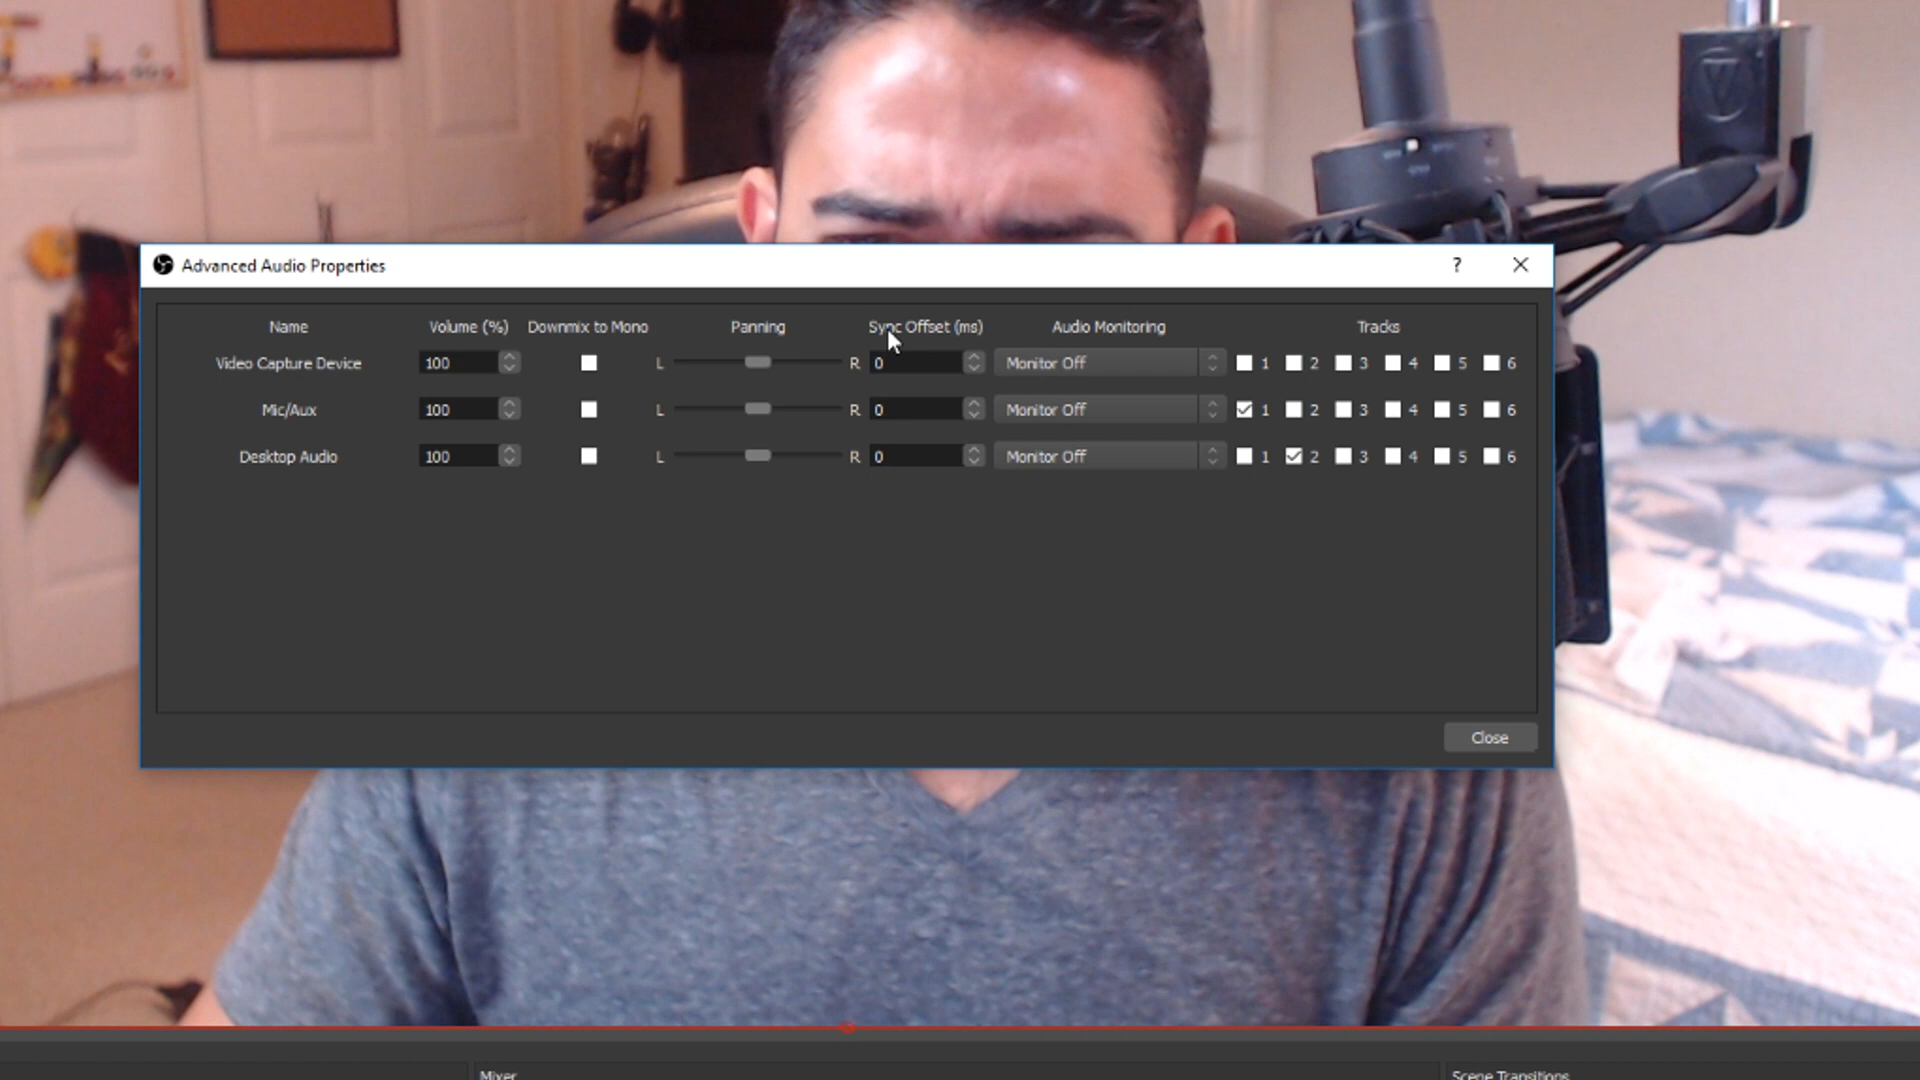 Advanced Audio Properties ?
Name Volume (%) Downmix to Mono Panning Sync Offset (ms) Audio Monitoring Tracks
Video Capture Device 100 L R 0 Monitor Off 1 2 3 4 5 6
Mic/Aux 100 L R 0 Monitor Off 1 2 3 4 5 6
Desktop Audio 100 L R 0 Monitor Off 1 2 3 4 5 6
Close
Mixer Scene Transitions